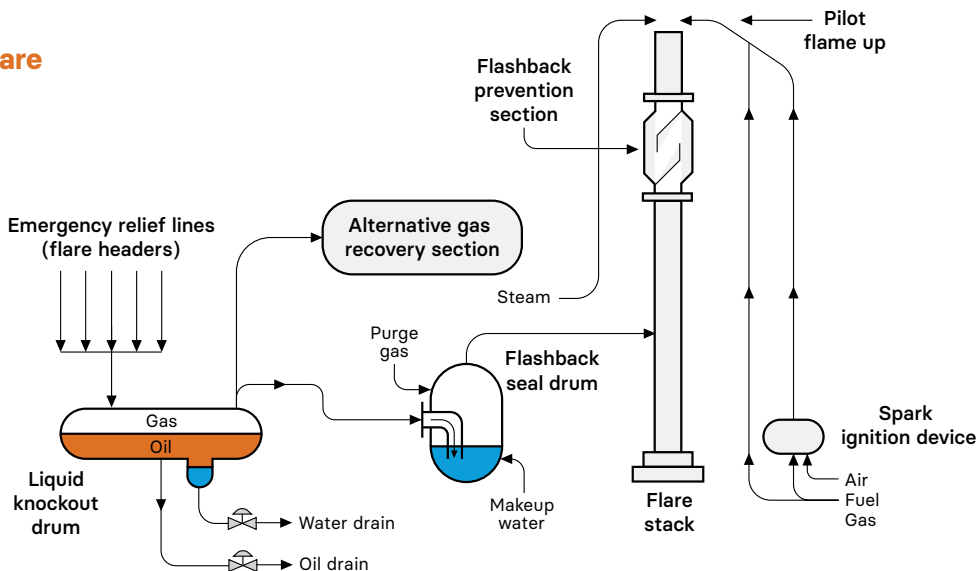 are
Pilot
flame up
Flashback
prevention
section
Emergency relief lines
(flare headers)
Alternative gas
recovery section
Steam
Purge
gas
Flashback
seal drum
Gas
Oil
Spark
ignition device
Liquid
knockout
drum
Makeup
water
Flare
stack
Air
Fuel
Gas
Water drain
Oil drain